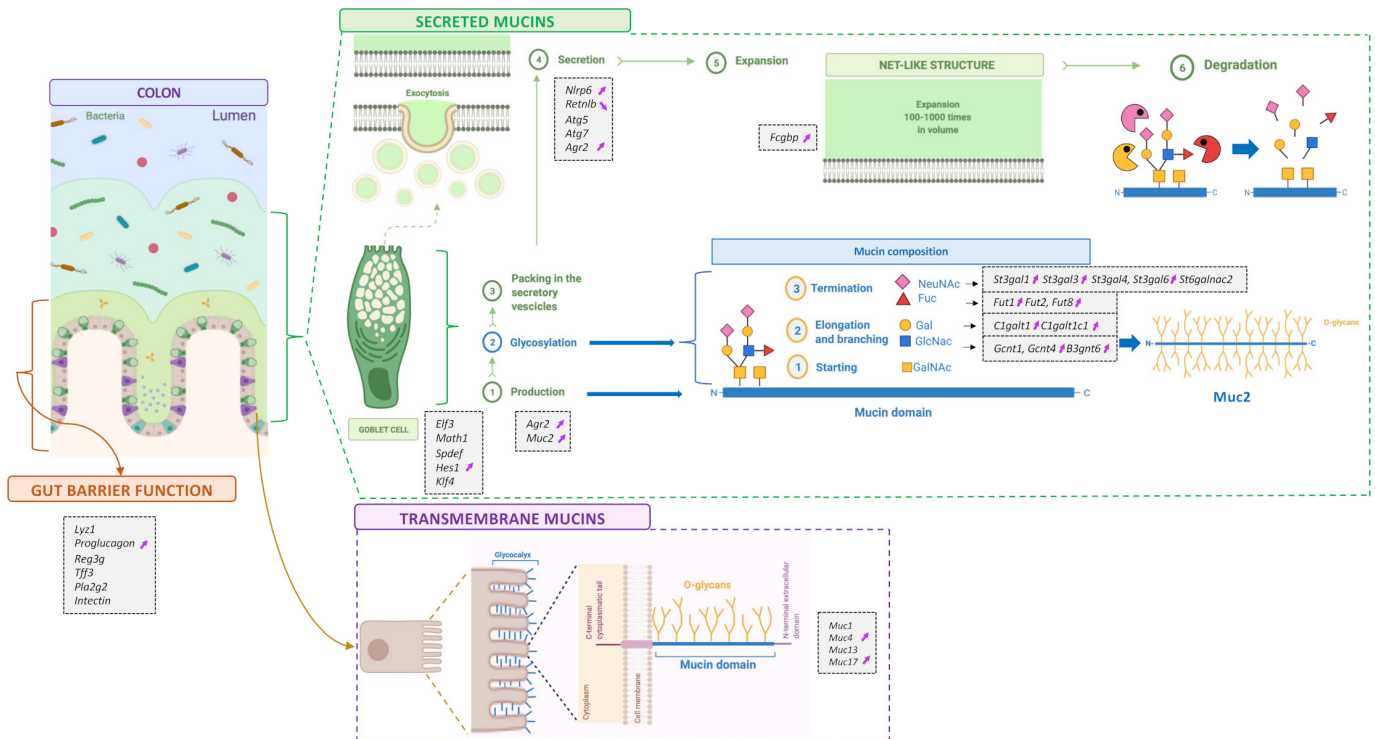 SECRETED MUCINS
COLON
Bacteria
Lumen
Exocytosis
4 Secretion
Nlrp6
Retnlb
Atg5
Atg7
Agr2
5 Expansion
Fcgbp
NET-LIKE STRUCTURE
Expansion
100-1000 times
in volume
6 Degradation
N-
-C
N-
-C
GOBLET CELL
3 Packing in the
secretory
vescicles
2 Glycosylation
1 Production
Elf3
Math1
Spdef
Hes1
Klf4
Agr2
Muc2
Mucin composition
3 Termination
NeuNAc
Fuc
2 Elongation
and branching
Gal
GlcNac
1 Starting
GalNAc
St3gal1 St3gal3 St3gal4, St3gal6 St6galnac2
Fut1 Fut2, Fut8
C1galt1 C1galt1c1
Gcnt1, Gcnt4 B3gnt6
N-
- C
Mucin domain
O-glycans
N-
-C
Muc2
GUT BARRIER FUNCTION
Lyz1
Proglucagon
Reg3g
Tff3
Pla2g2
Intectin
TRANSMEMBRANE MUCINS
Glycocalyx
C-terminal
cytoplasmatic tail
Cytoplasm
Cell membrane
O-glycans
Mucin domain
N-terminal extracellular
domain
Muc1
Muc4
Muc13
Muc17